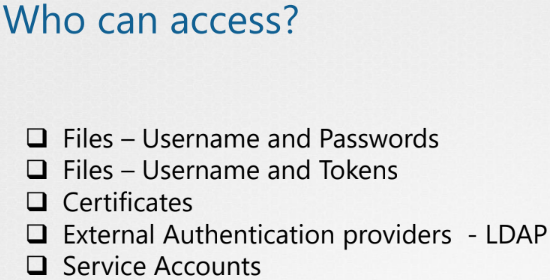 Who can access?
❑ Files – Username and Passwords
❑ Files – Username and Tokens
❑ Certificates
❑ External Authentication providers - LDAP
❑ Service Accounts